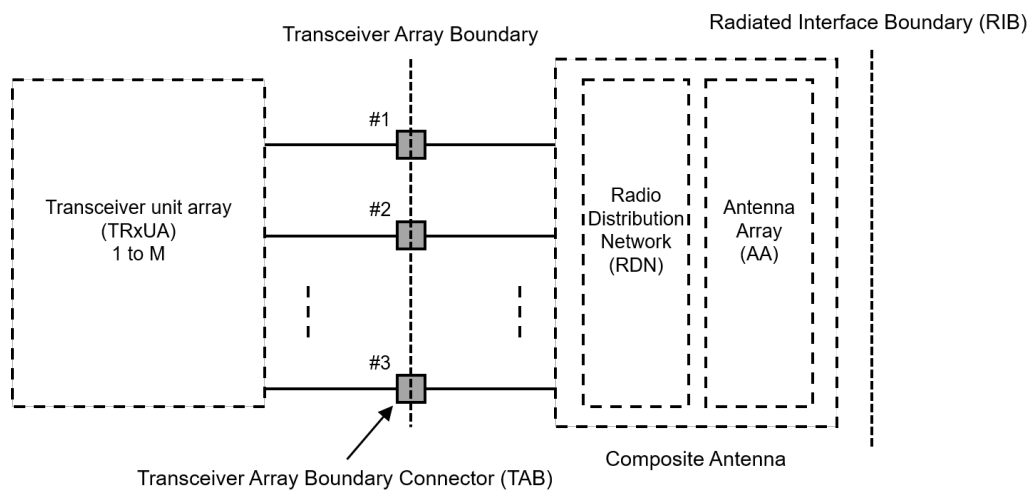 Radiated Interface Boundary (RIB)
Transceiver Array Boundary
#1
Transceiver unit array
(TRxUA)
1 to M
#2
Radio
Distribution
Network
(RDN)
Antenna
Array
(AA)
#3
Composite Antenna
Transceiver Array Boundary Connector (TAB)